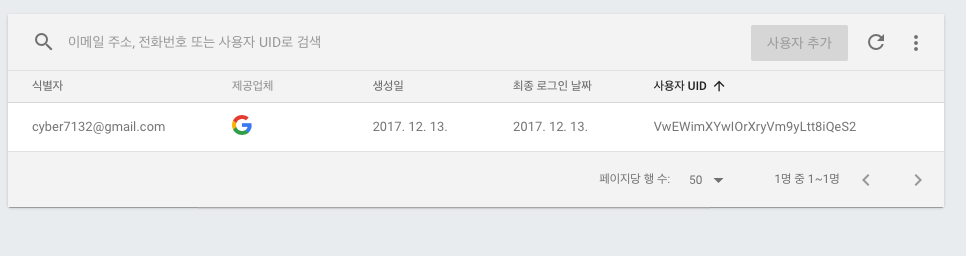 이메일 주소, 전화번호 또는 사용자 UID로 검색 사용자 추가
식별자 제공업체 생성일 최종 로그인 날짜 사용자 UID
cyber7132@gmail.com 2017. 12. 13. 2017. 12. 13. VwEWimXYwIOrXryVm9yLtt8iQeS2
페이지당 행 수: 50 1명 중 1~1명